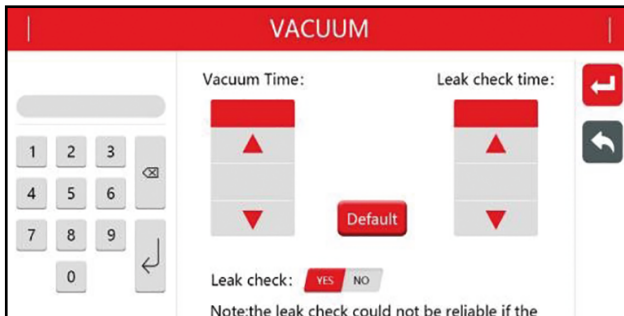 VACUUM
Vacuum Time:
Leak check time:
1 2 3
4 5 6
7 8 9
0
Default
Leak check: YES NO
Note:the leak check could not be reliable if the